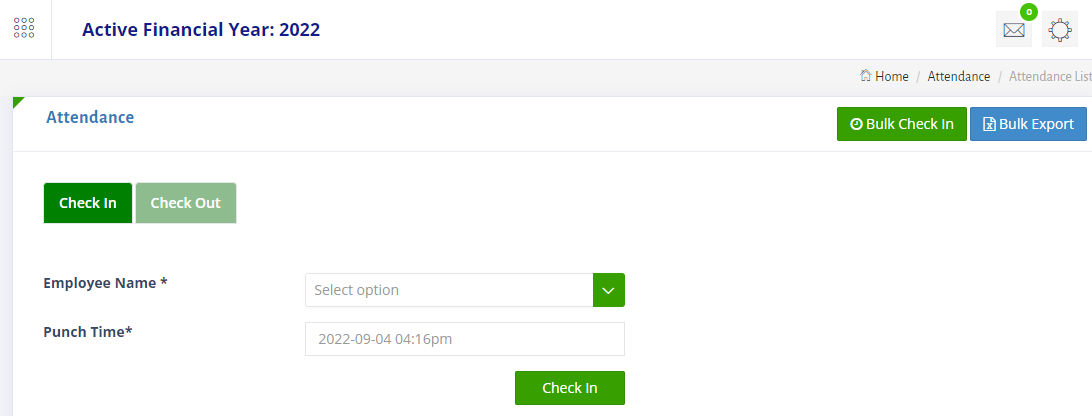 Active Financial Year: 2022
0
Home / Attendance / Attendance List
Attendance
Bulk Check In
Bulk Export
Check In
Check Out
Employee Name *
Select option
Punch Time*
2022-09-04 04:16pm
Check In